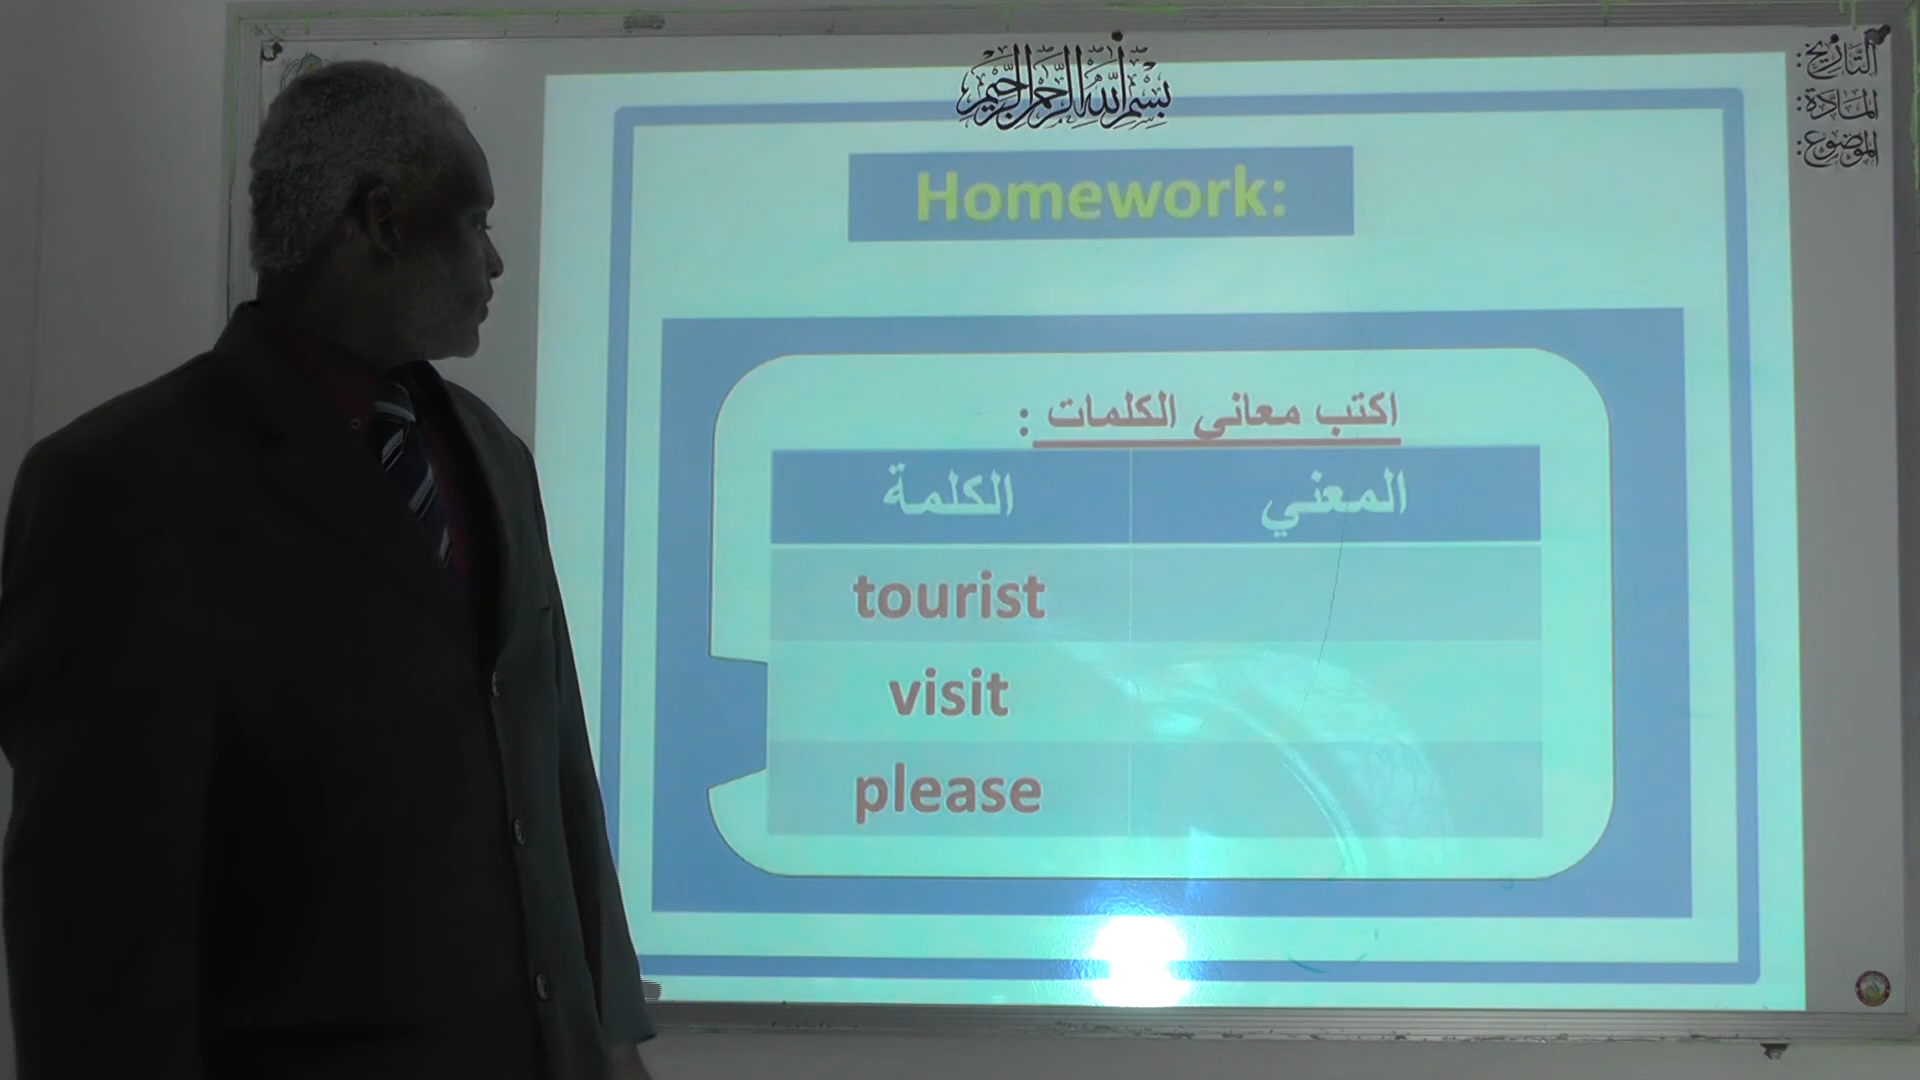 بسم الله الرحمن الرحيم
التاريخ:
المادة:
الموضوع:
Homework:
اكتب معاني الكلمات :
الكلمة المعني
tourist
visit
please